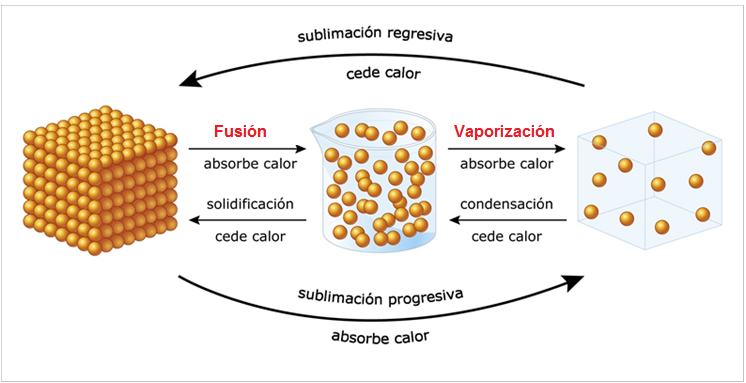 sublimación regresiva
cede calor
Fusión
absorbe calor
Vaporización
absorbe calor
solidificación
cede calor
condensación
cede calor
sublimación progresiva
absorbe calor